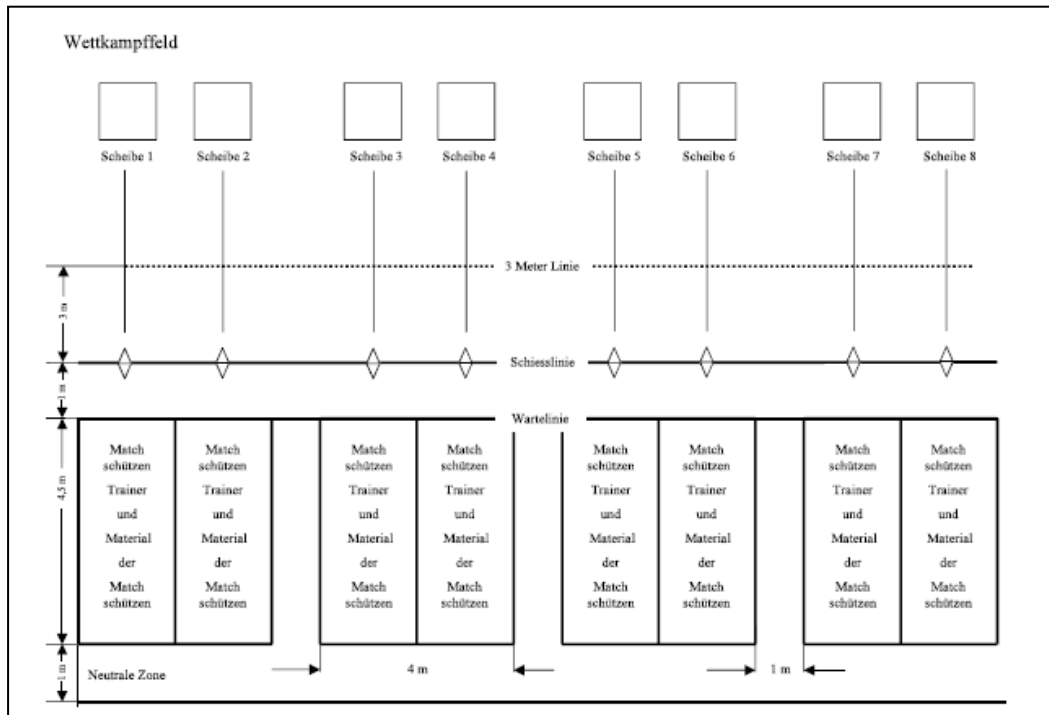 Wettkampffeld
Scheibe 1
Scheibe 2
Scheibe 3
Scheibe 4
Scheibe 5
Scheibe 6
Scheibe 7
Scheibe 8
3 Meter Linie
3 m
Schiesslinie
1 m
Wartelinie
4,5 m
Match
schützen
Trainer
und
Material
der
Match
schützen
Match
schützen
Trainer
und
Material
der
Match
schützen
Match
schützen
Trainer
und
Material
der
Match
schützen
Match
schützen
Trainer
und
Material
der
Match
schützen
Match
schützen
Trainer
und
Material
der
Match
schützen
Match
schützen
Trainer
und
Material
der
Match
schützen
Match
schützen
Trainer
und
Material
der
Match
schützen
Match
schützen
Trainer
und
Material
der
Match
schützen
1 m
Neutrale Zone
4 m
1 m